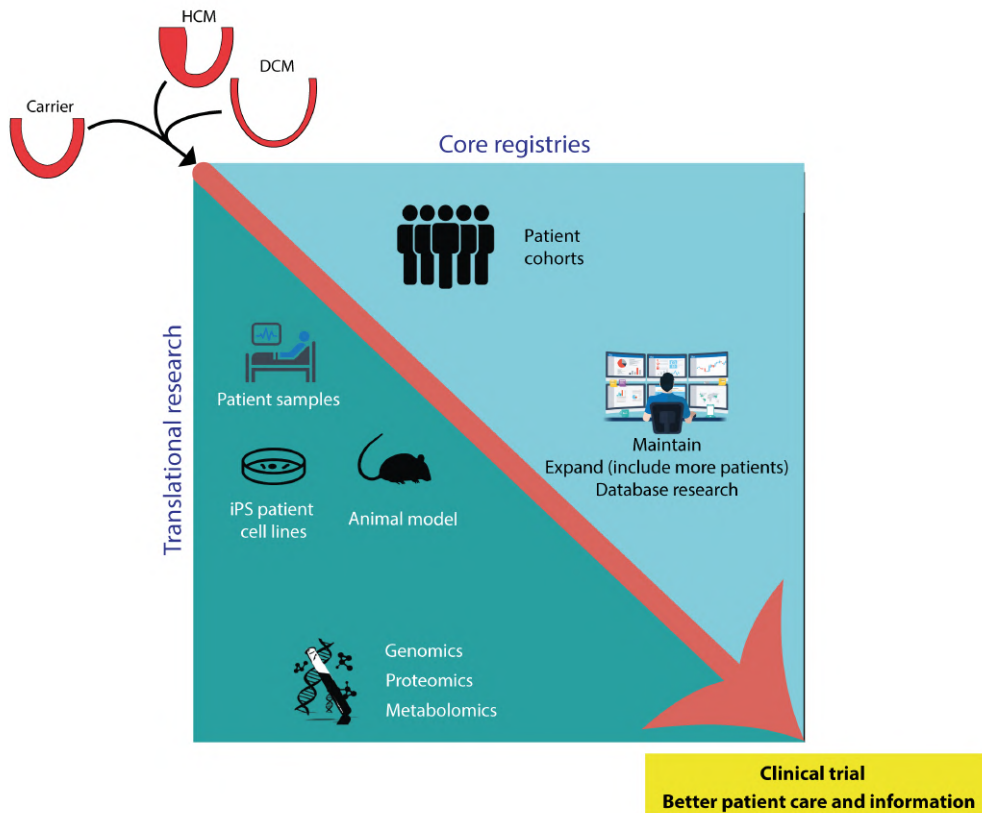 HCM
DCM
Carrier
Core registries
Patient
cohorts
Translational research
Patient samples
Maintain
Expand (include more patients)
Database research
iPS patient
cell lines
Animal model
Genomics
Proteomics
Metabolomics
Clinical trial
Better patient care and information